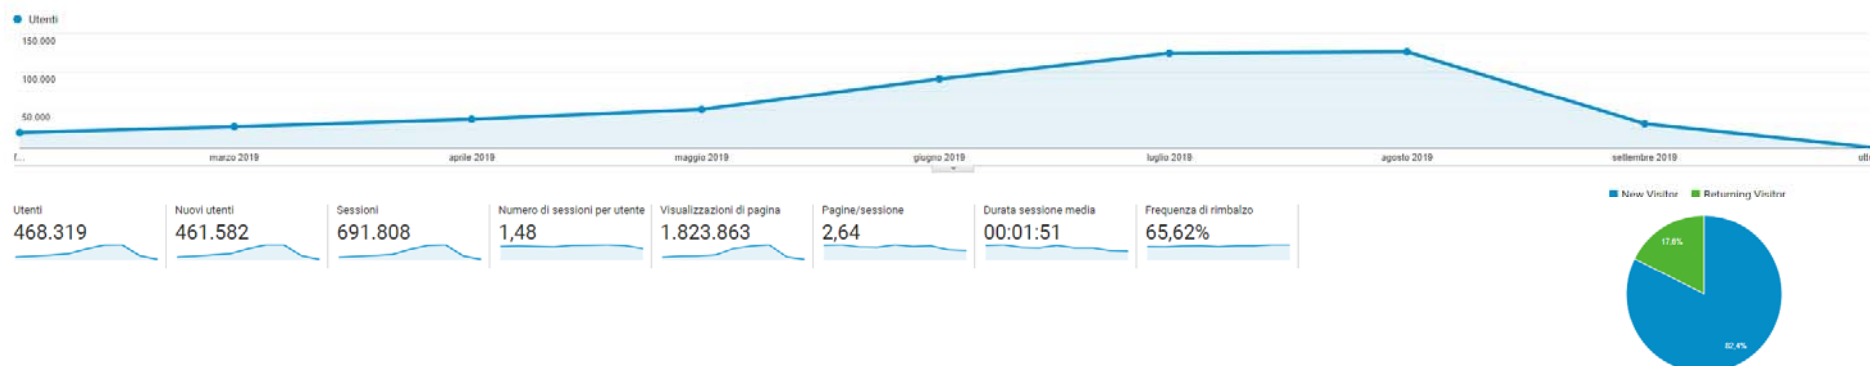 Utenti
150.000
100.000
50.000
f... marzo 2019 aprile 2019 maggio 2019 giugno 2019 luglio 2019 agosto 2019 settembre 2019 otto
New Visitor Returning Visitor
Utenti Nuovi utenti Sessioni Numero di sessioni per utente Visualizzazioni di pagina Pagine/sessione Durata sessione media Frequenza di rimbalzo
468.319 461.582 691.808 1,48 1.823.863 2,64 00:01:51 65,62%
17,6%
82,4%